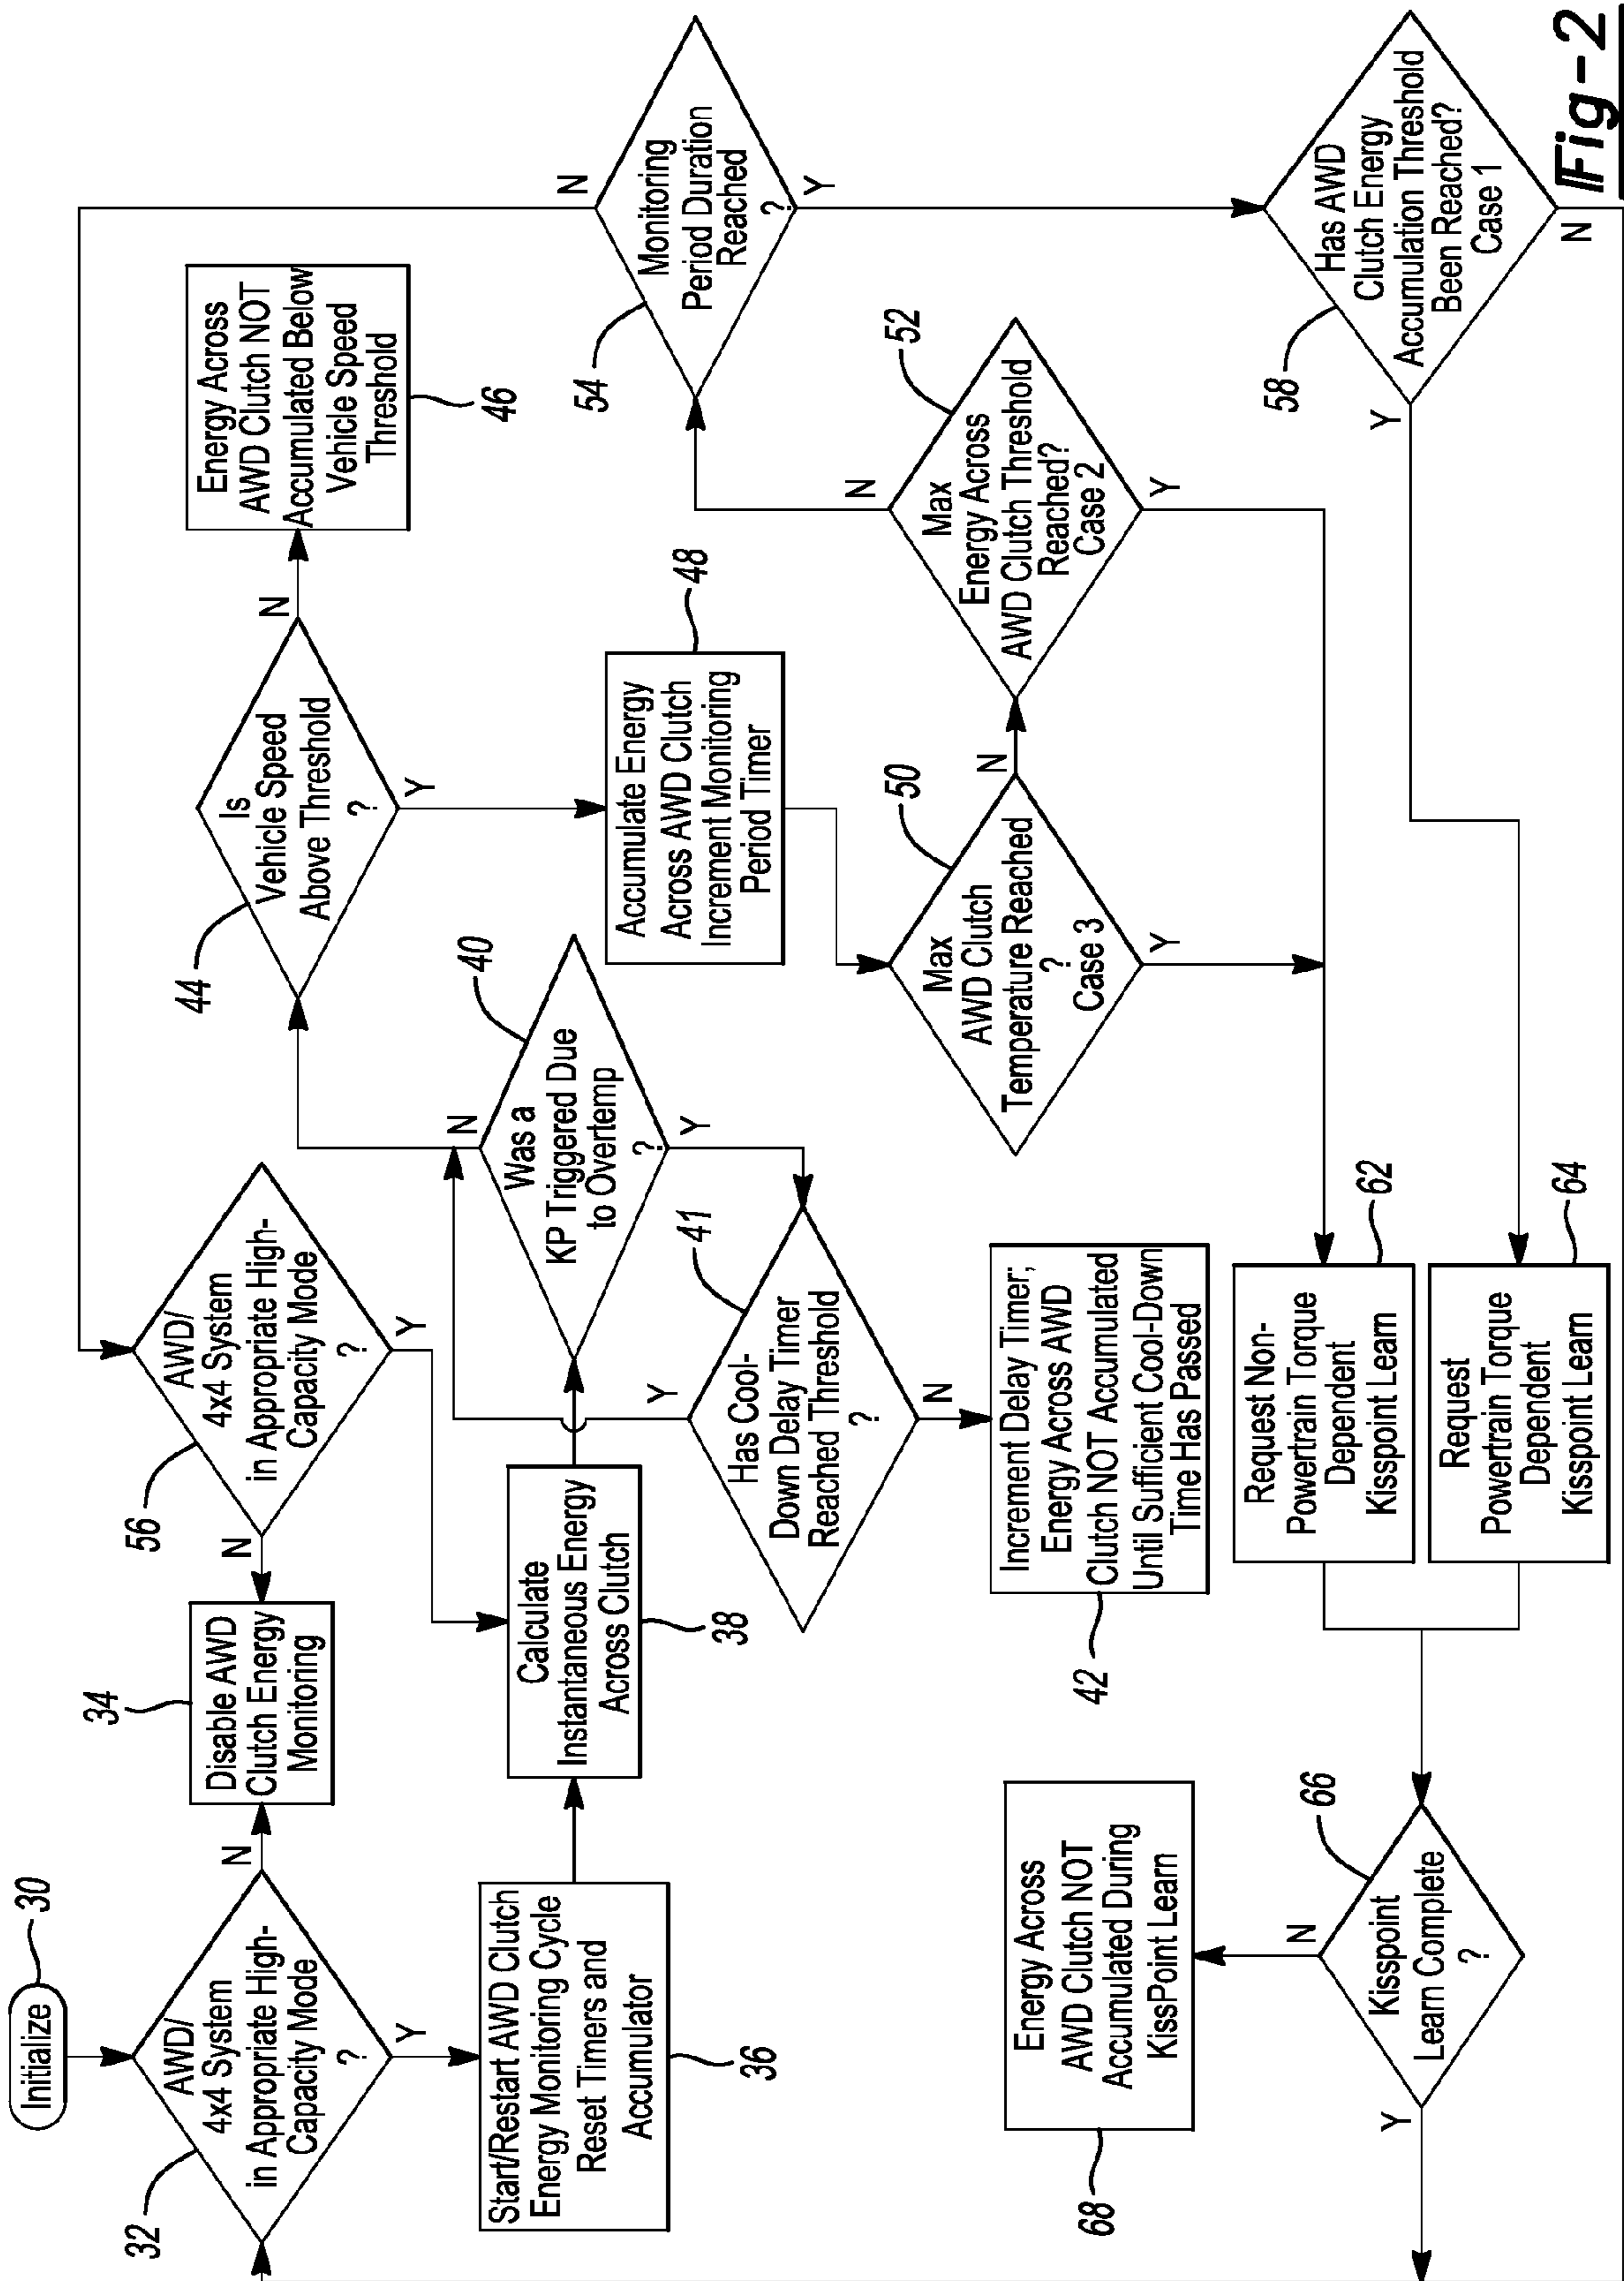 Initialize
30
AWD/
4x4 System
in Appropriate High-
Capacity Mode
?
32
N
Y
Disable AWD
Clutch Energy
Monitoring
34
AWD/
4x4 System
in Appropriate High-
Capacity Mode
?
56
N
Y
Start/Restart AWD Clutch
Energy Monitoring Cycle
Reset Timers and
Accumulator
36
Calculate
Instantaneous Energy
Across Clutch
38
Was a
KP Triggered Due
to Overtemp
?
40
N
Y
Has Cool-
Down Delay Timer
Reached Threshold
?
41
Y
N
Increment Delay Timer;
Energy Across AWD
Clutch NOT Accumulated
Until Sufficient Cool-Down
Time Has Passed
42
Is
Vehicle Speed
Above Threshold
?
44
N
Y
Energy Across
AWD Clutch NOT
Accumulated Below
Vehicle Speed
Threshold
46
Accumulate Energy
Across AWD Clutch
Increment Monitoring
Period Timer
48
Max
AWD Clutch
Temperature Reached
?
Case 3
50
N
Y
Max
Energy Across
AWD Clutch Threshold
Reached?
Case 2
52
N
Y
Monitoring
Period Duration
Reached
?
54
N
Y
Has AWD
Clutch Energy
Accumulation Threshold
Been Reached?
Case 1
58
Y
N
Request Non-
Powertrain Torque
Dependent
Kisspoint Learn
62
Request
Powertrain Torque
Dependent
Kisspoint Learn
64
Kisspoint
Learn Complete
?
66
N
Y
Energy Across
AWD Clutch NOT
Accumulated During
KissPoint Learn
68
Fig-2